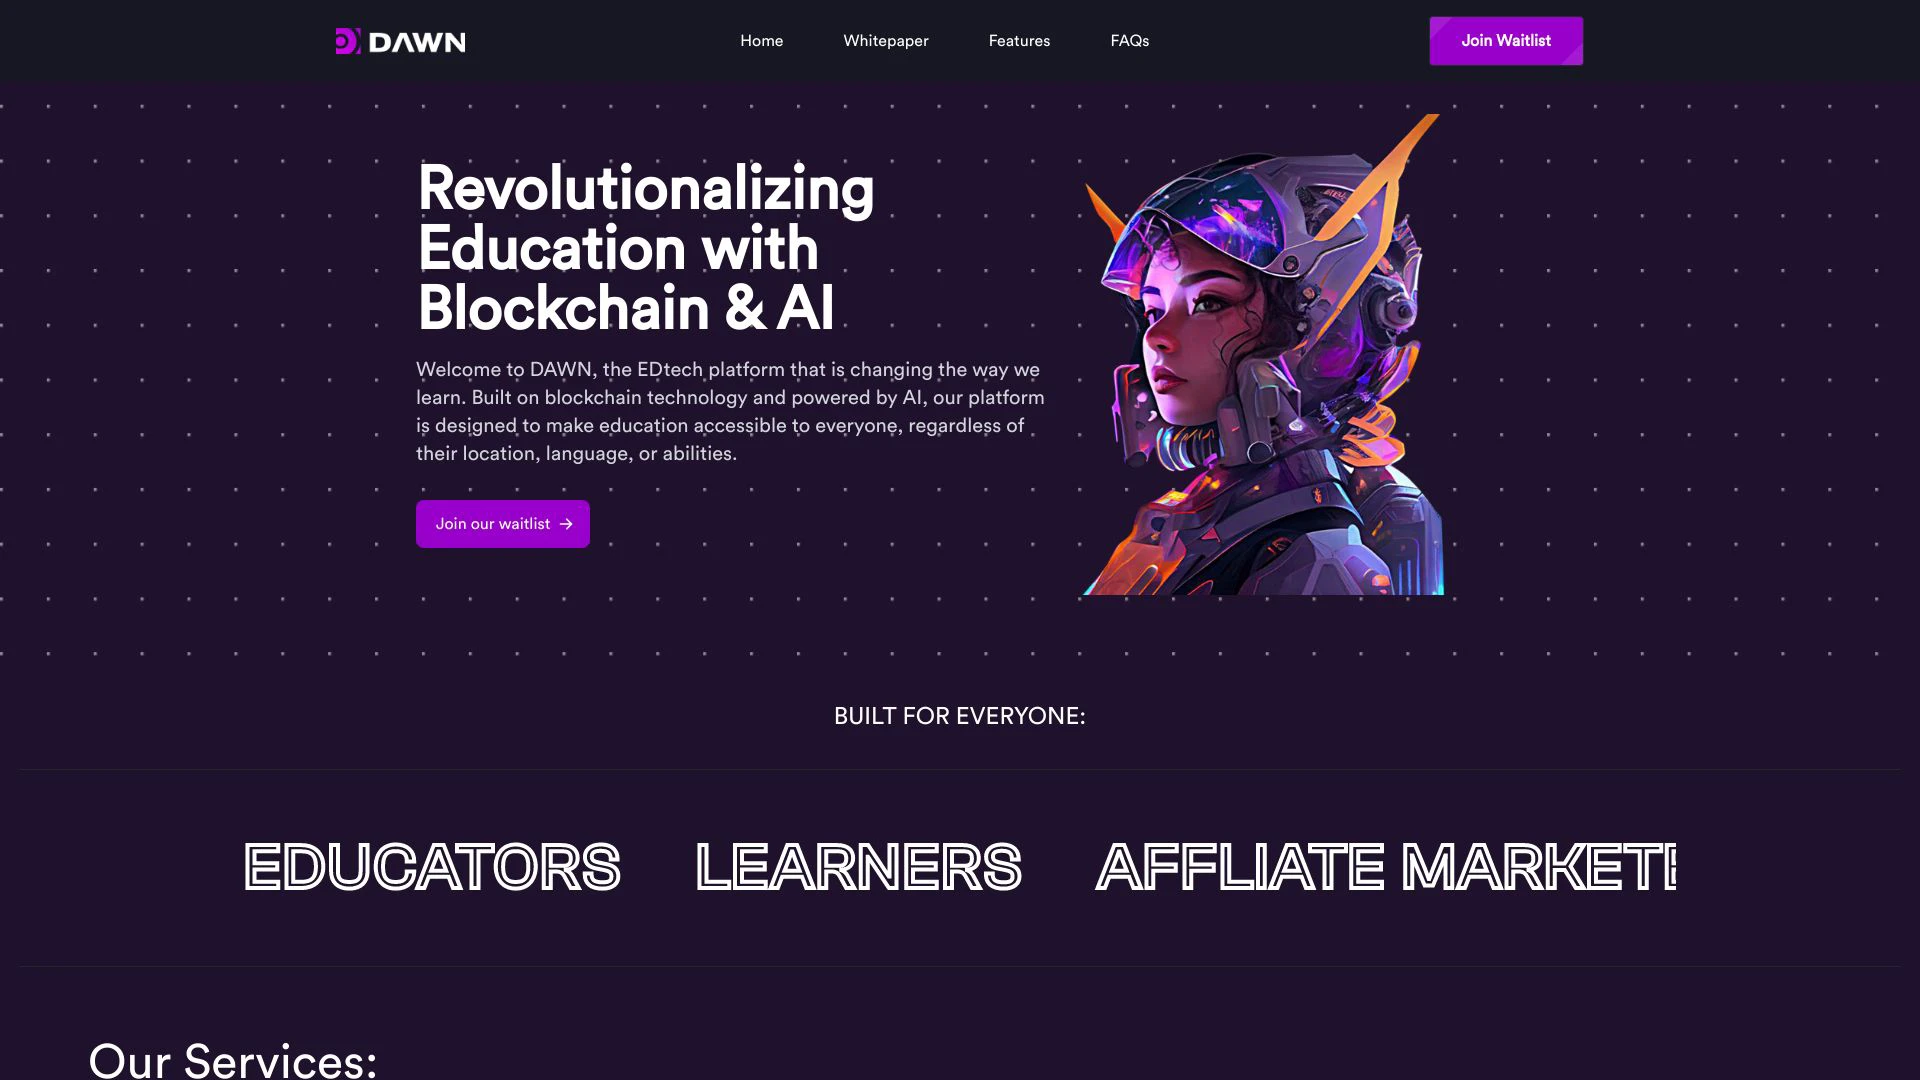 DAWN
Home
Whitepaper
Features
FAQs
Join Waitlist
Revolutionalizing
Education with
Blockchain & AI
Welcome to DAWN, the EDtech platform that is changing the way we
learn. Built on blockchain technology and powered by AI, our platform
is designed to make education accessible to everyone, regardless of
their location, language, or abilities.
Join our waitlist →
BUILT FOR EVERYONE:
EDUCATORS
LEARNERS
AFFLIATE MARKETE
Our Services: